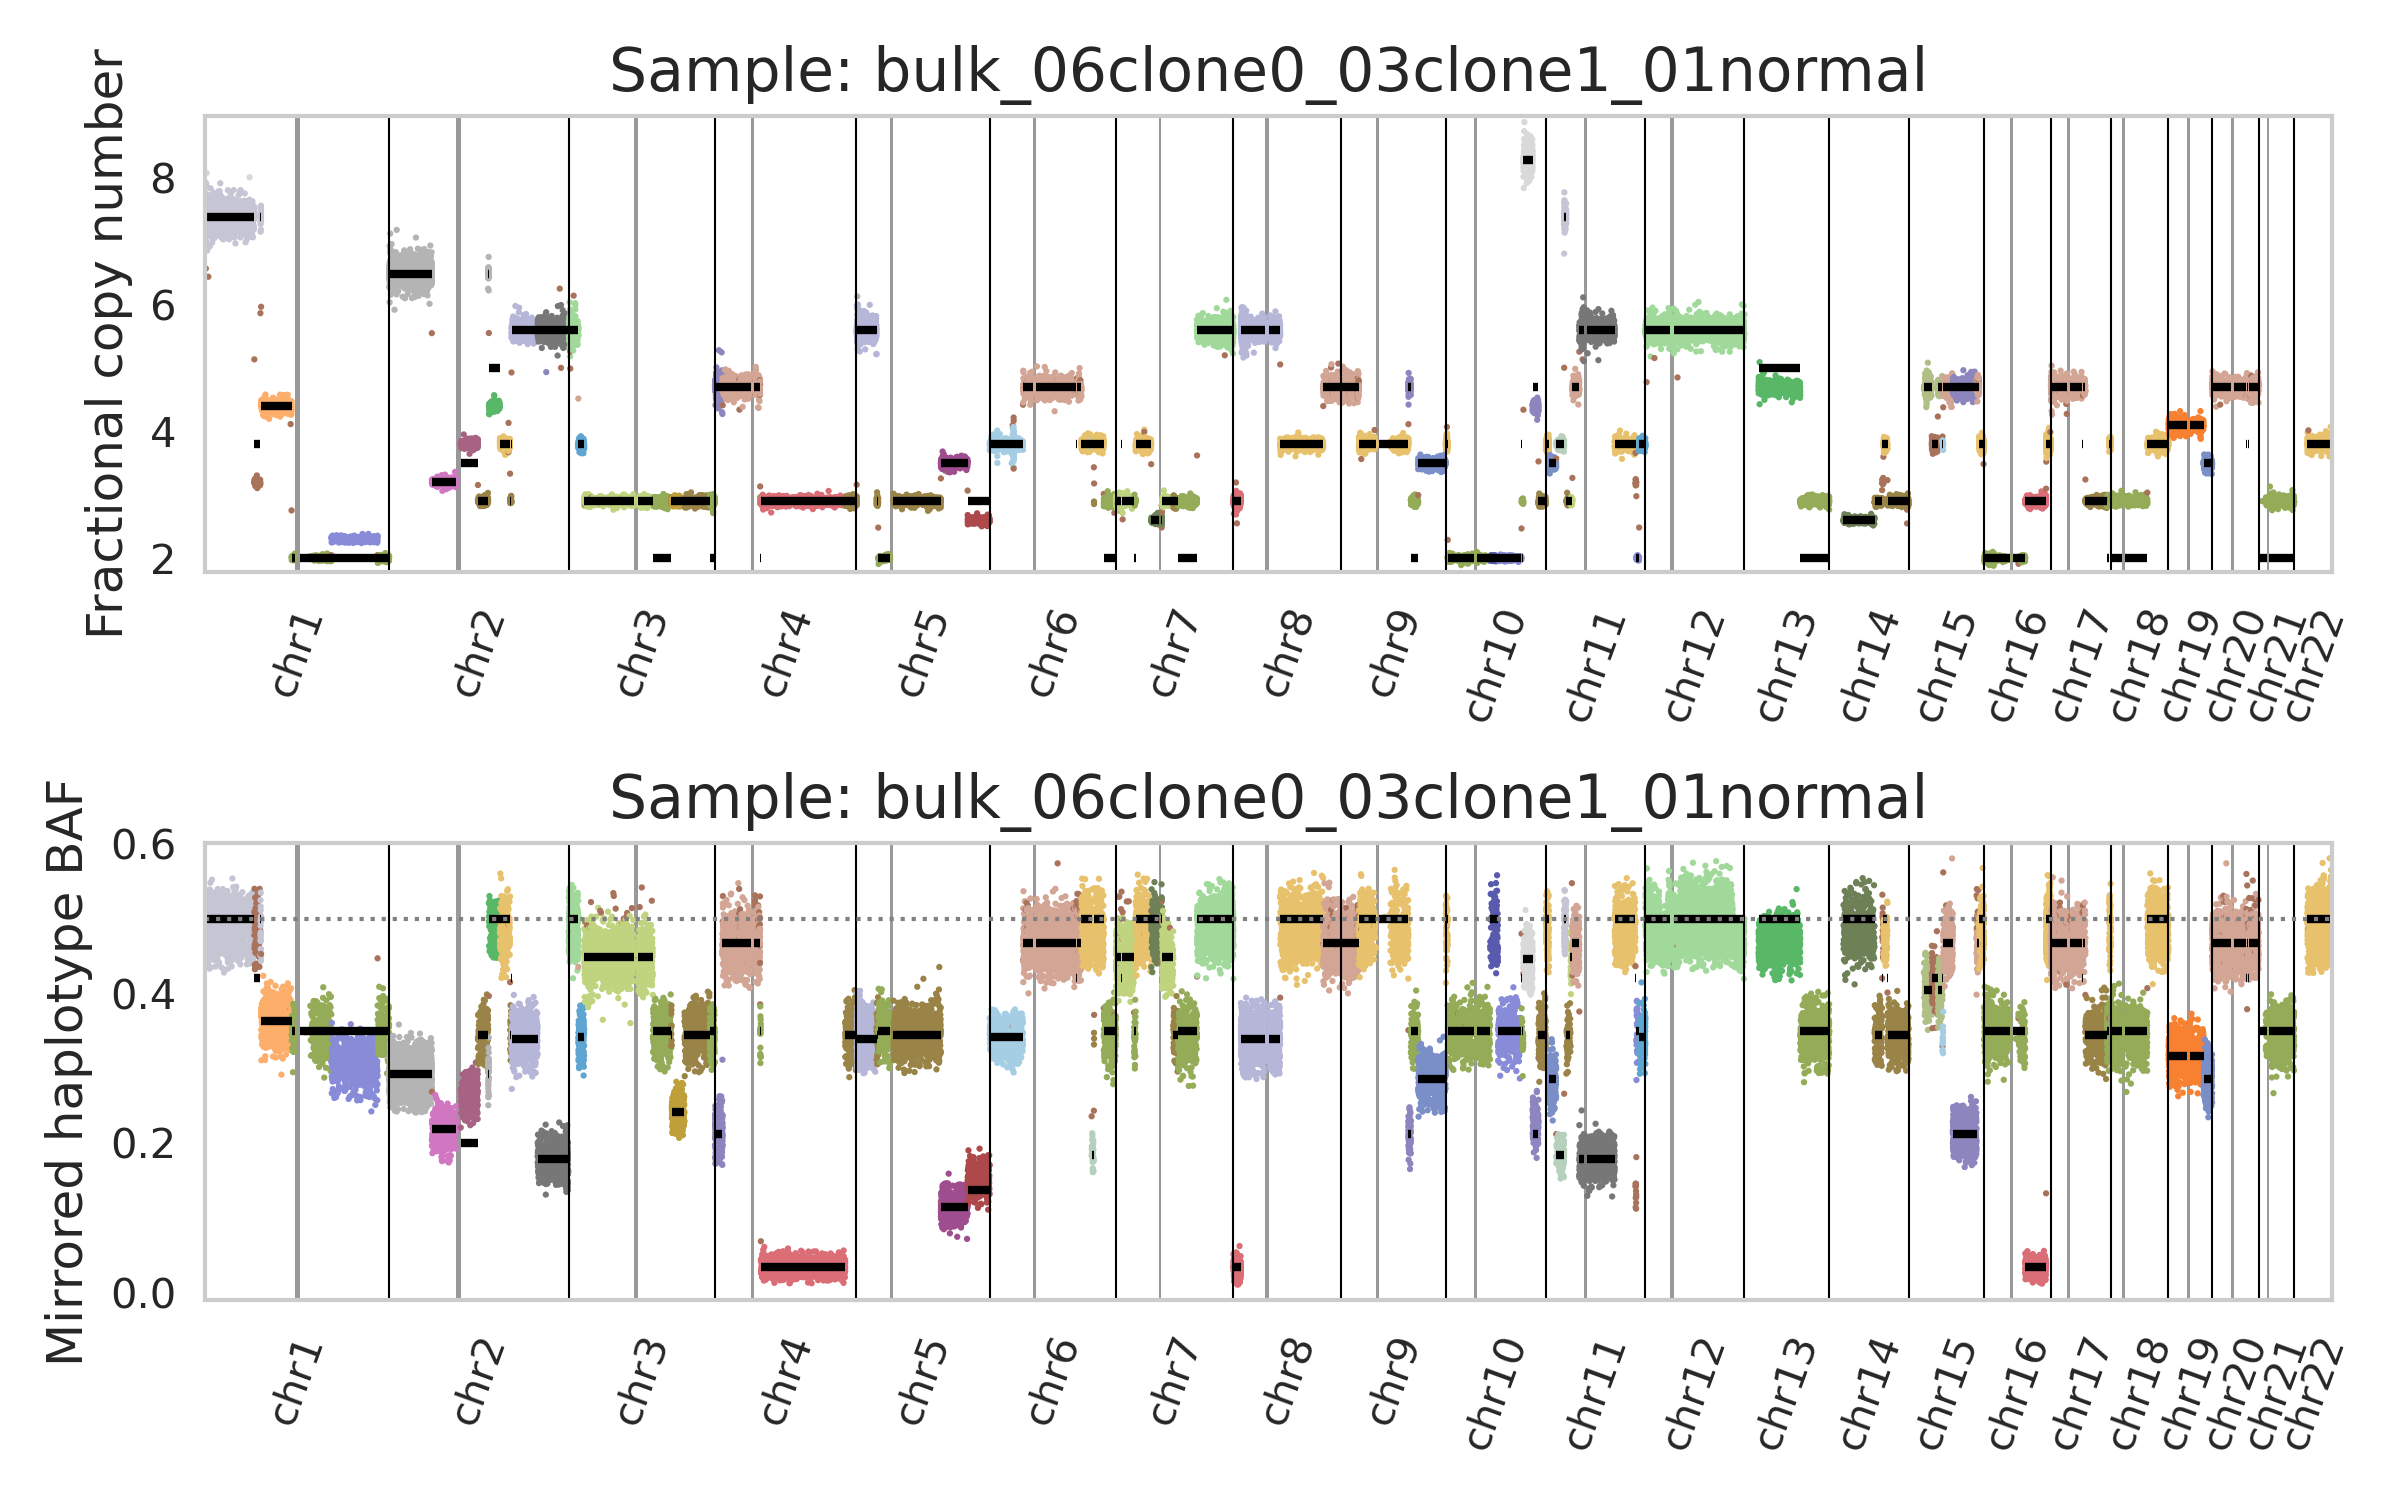 Sample: bulk_06clone0_03clone1_01normal
Fractional copy number
8
6
4
2
chr1 chr2 chr3 chr4 chr5 chr6 chr7 chr8 chr9 chr10 chr11 chr12 chr13 chr14 chr15 chr16 chr17 chr18 chr19 chr20 chr21 chr22
Sample: bulk_06clone0_03clone1_01normal
Mirrored haplotype BAF
0.6
0.4
0.2
0.0
chr1 chr2 chr3 chr4 chr5 chr6 chr7 chr8 chr9 chr10 chr11 chr12 chr13 chr14 chr15 chr16 chr17 chr18 chr19 chr20 chr21 chr22